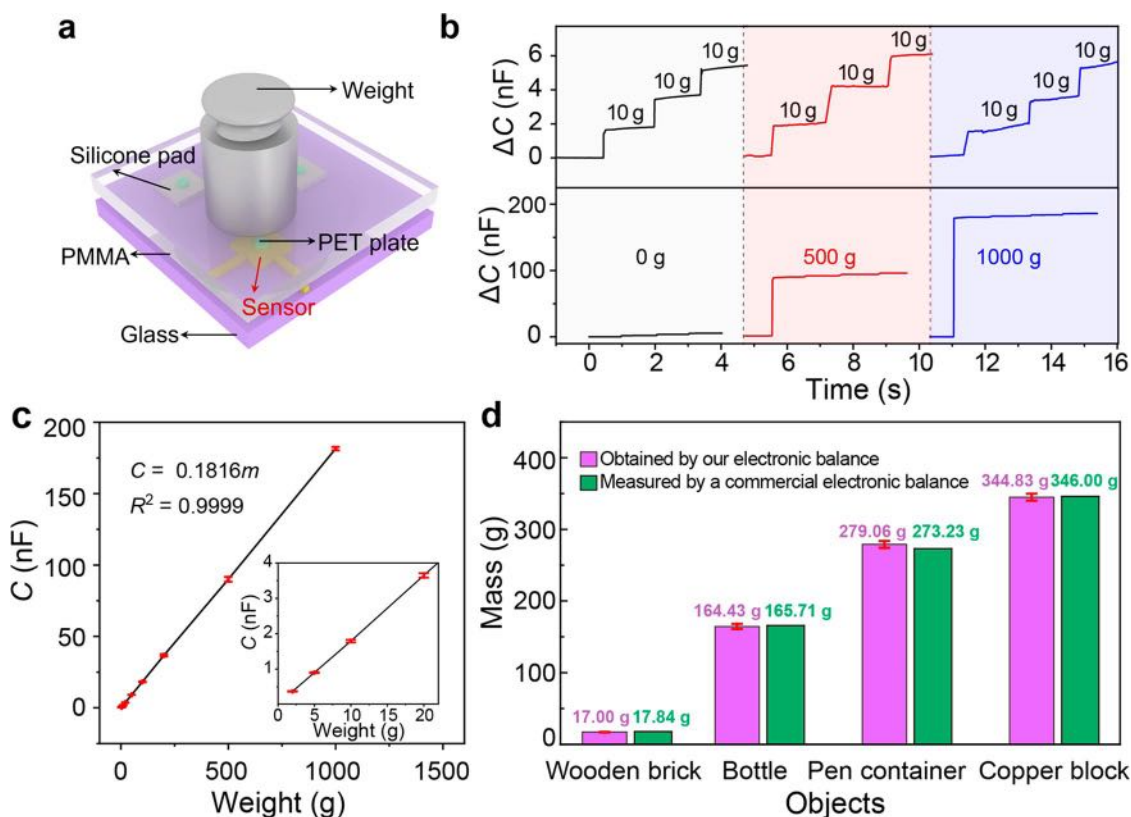 a
Weight
Silicone pad
PET plate
PMMA
Sensor
Glass
b
ΔC (nF)
6
4
2
0
10 g
10 g
10 g
10 g
10 g
10 g
10 g
10 g
10 g
ΔC (nF)
200
100
0
0 g
500 g
1000 g
0 2 4 6 8 10 12 14 16
Time (s)
c
C (nF)
200
150
100
50
0
C = 0.1816m
R² = 0.9999
C (nF)
4
3
2
1
0 5 10 15 20
Weight (g)
0 500 1000 1500
Weight (g)
d
Mass (g)
400
300
200
100
0
Obtained by our electronic balance
Measured by a commercial electronic balance
17.00 g 17.84 g
164.43 g 165.71 g
279.06 g 273.23 g
344.83 g 346.00 g
Wooden brick Bottle Pen container Copper block
Objects